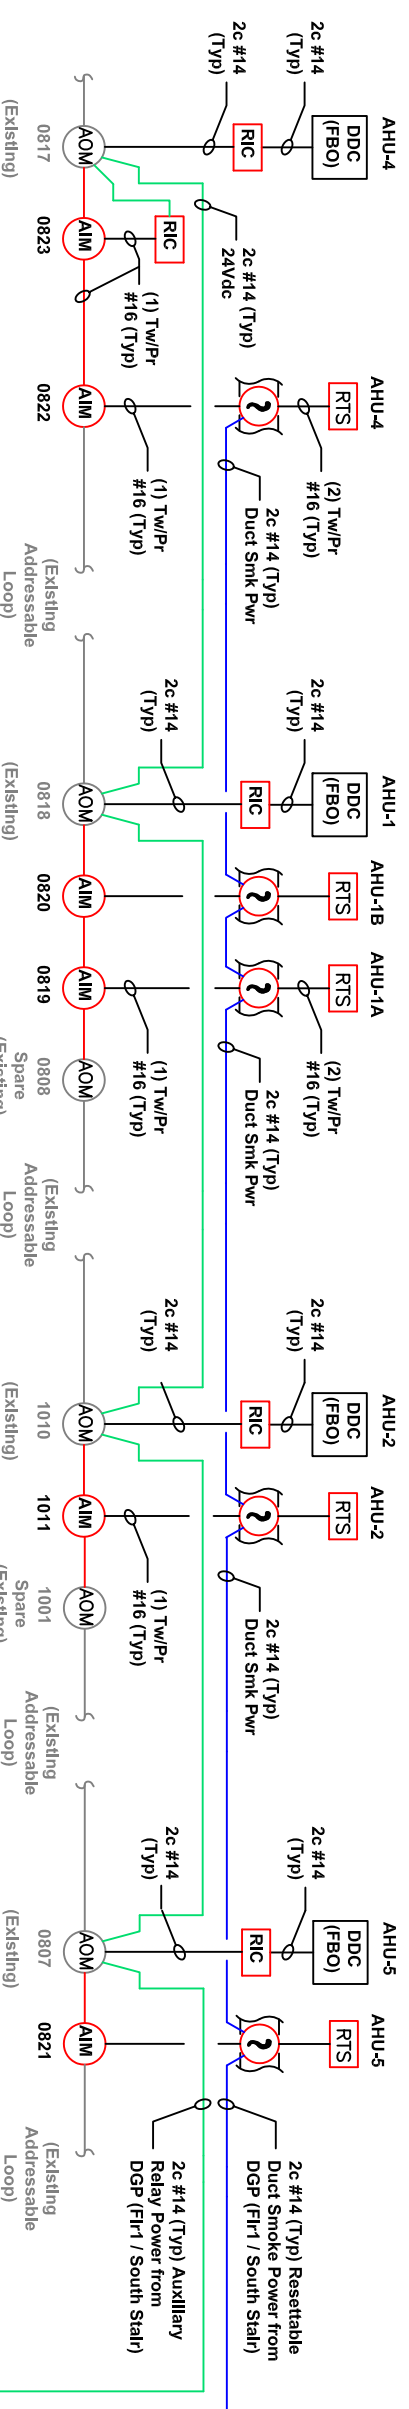 AHU-4
DDC
(FBO)
2c #14
(Typ)
RIC
2c #14
(Typ)
AOM
0817
(Existing)
RIC
2c #14 (Typ)
24Vdc
AIM
0823
(1) Tw/Pr
#16 (Typ)
AHU-4
RTS
(2) Tw/Pr
#16 (Typ)
2c #14 (Typ)
Duct Smk Pwr
AIM
0822
(1) Tw/Pr
#16 (Typ)
(Existing
Addressable
Loop)
AHU-1
DDC
(FBO)
2c #14
(Typ)
RIC
2c #14
(Typ)
AOM
0818
(Existing)
AHU-1B
RTS
AIM
0820
AHU-1A
RTS
(2) Tw/Pr
#16 (Typ)
2c #14 (Typ)
Duct Smk Pwr
AIM
0819
(1) Tw/Pr
#16 (Typ)
AOM
0808
Spare
(Existing)
(Existing
Addressable
Loop)
AHU-2
DDC
(FBO)
2c #14
(Typ)
RIC
2c #14
(Typ)
AOM
1010
(Existing)
AHU-2
RTS
2c #14 (Typ)
Duct Smk Pwr
AIM
1011
(1) Tw/Pr
#16 (Typ)
AOM
1001
Spare
(Existing)
(Existing
Addressable
Loop)
AHU-5
DDC
(FBO)
2c #14
(Typ)
RIC
2c #14
(Typ)
AOM
0807
(Existing)
AHU-5
RTS
AIM
0821
2c #14 (Typ) Resettable
Duct Smoke Power from
DGP (Flr1 / South Stair)
2c #14 (Typ) Auxiliary
Relay Power from
DGP (Flr1 / South Stair)
(Existing
Addressable
Loop)